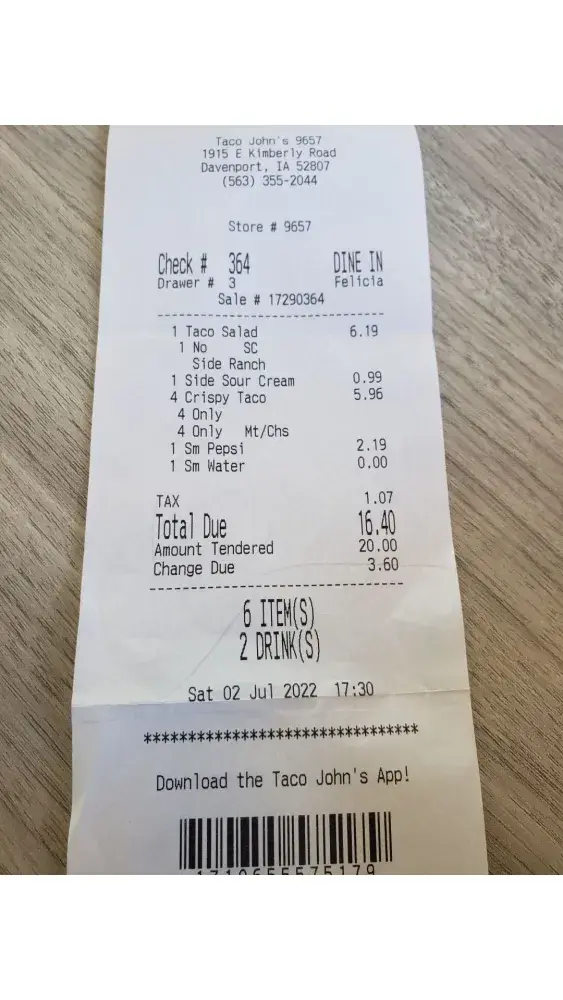 Taco John's 9657
1915 E Kimberly Road
Davenport, IA 52807
(563) 355-2044
Store # 9657
Check # 364 DINE IN
Drawer # 3 Felicia
Sale # 17290364
1 Taco Salad 6.19
1 No SC
Side Ranch
1 Side Sour Cream 0.99
4 Crispy Taco 5.96
4 Only
4 Only Mt/Chs
1 Sm Pepsi 2.19
1 Sm Water 0.00
TAX 1.07
Total Due 16.40
Amount Tendered 20.00
Change Due 3.60
6 ITEM(S)
2 DRINK(S)
Sat 02 Jul 2022 17:30
*******************************
Download the Taco John's App!
1710655575179